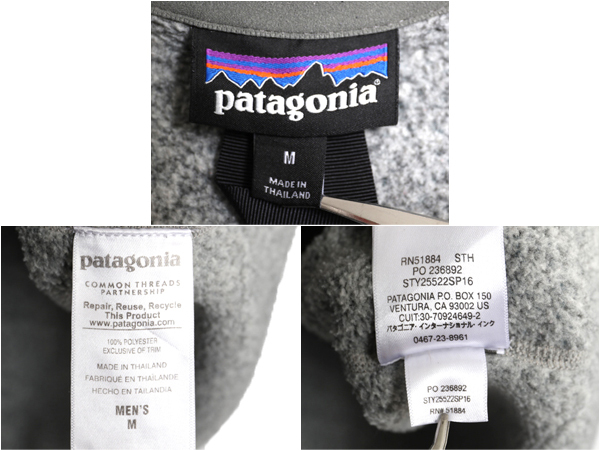 patagonia®
M
MADE IN
THAILAND
patagonia
COMMON THREADS
PARTNERSHIP
Repair, Reuse, Recycle
This Product
www.patagonia.com
100% POLYESTER
EXCLUSIVE OF TRIM
MADE IN THAILAND
FABRIQUÉ EN THAÏLANDE
HECHO EN TAILANDIA
MEN'S
M
RN51884 STH
PO 236892
STY25522SP16
PATAGONIA P.O. BOX 150
VENTURA, CA 93002 US
CUIT:30-70924649-2
パタゴニア・インターナショナル インク
0467-23-8961
PO 236892
STY25522SP16
RN# 51884